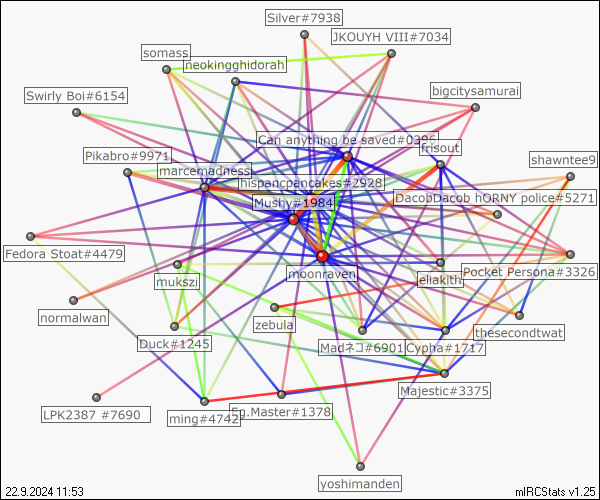 Silver#7938
JKOUYH VIII#7034
somass
neokingghidorah
bigcitysamurai
Swirly Boi#6154
Can anything be saved#0396
frisout
Pikabro#9971
shawntee9
marcemadness
hispancpancakes#2928
DacobDacob hORNY police#5271
Mushy#1984
Fedora Stoat#4479
moonraven
Pocket Persona#3326
mukszi
eliakith
normalwan
zebula
thesecondtwat
Duck#1245
Madネコ#6901
Cypha#1717
Majestic#3375
LPK2387 #7690
ming#4742
Eg.Master#1378
yoshimanden
22.9.2024 11:53
mIRCStats v1.25